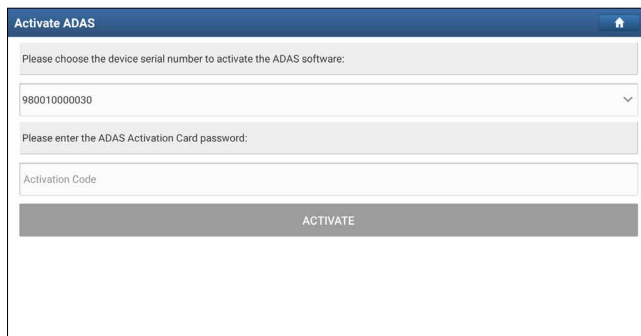 Activate ADAS
Please choose the device serial number to activate the ADAS software:
980010000030
Please enter the ADAS Activation Card password:
Activation Code
ACTIVATE